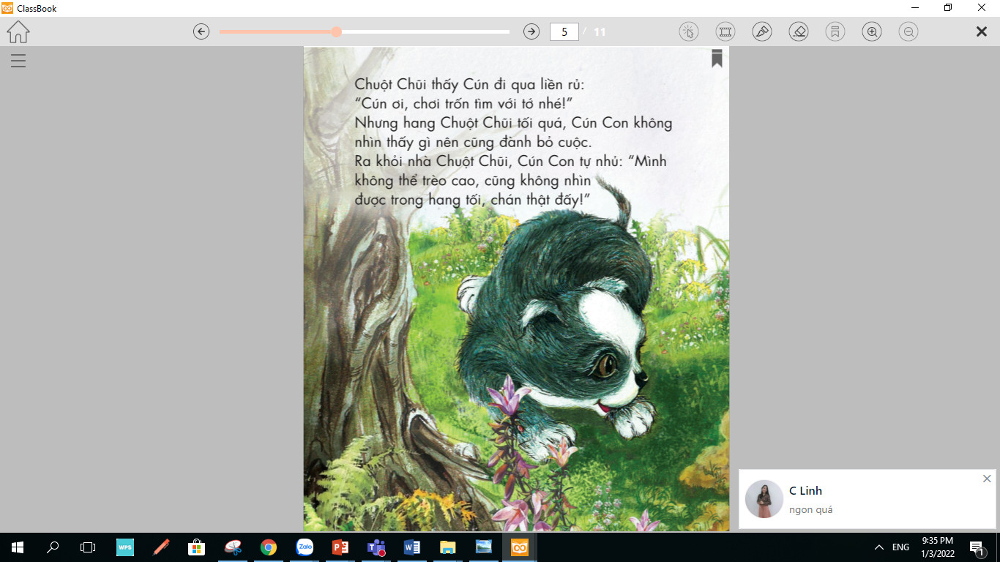 ClassBook
5 / 11
Chuột Chũi thấy Cún đi qua liền rủ:
“Cún ơi, chơi trốn tìm với tớ nhé!”
Nhưng hang Chuột Chũi tối quá, Cún Con không
nhìn thấy gì nên cũng đành bỏ cuộc.
Ra khỏi nhà Chuột Chũi, Cún Con tự nhủ: “Mình
không thể trèo cao, cũng không nhìn
được trong hang tối, chán thật đấy!”
C Linh
ngon quá
WPS
Zalo
ENG
9:35 PM
1/3/2022
1